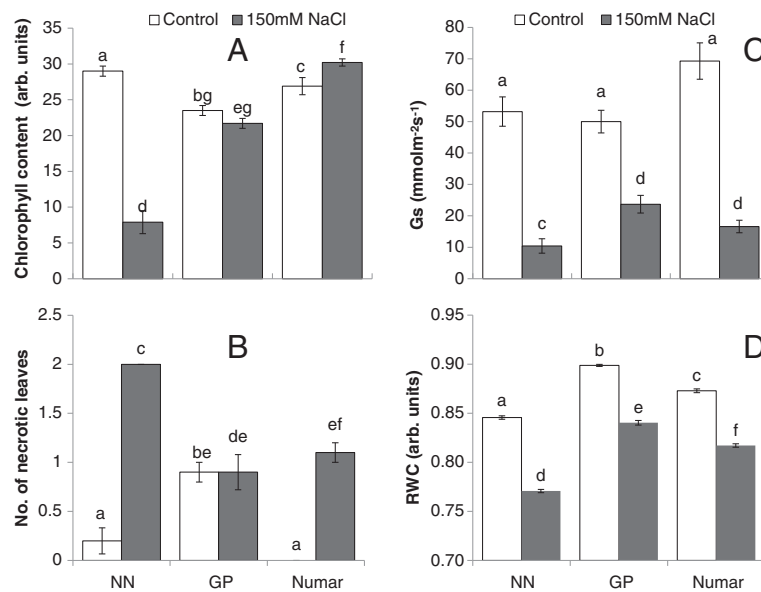 Control 150mM NaCl
A
Chlorophyll content (arb. units)
35
30
25
20
15
10
5
0
a
d
bg
eg
c
f
Control 150mM NaCl
C
Gs (mmolm-2s-1)
80
70
60
50
40
30
20
10
0
a
c
a
d
a
d
B
No. of necrotic leaves
2.5
2
1.5
1
0.5
0
a
c
be
de
a
ef
NN GP Numar
D
RWC (arb. units)
0.95
0.90
0.85
0.80
0.75
0.70
a
d
b
e
c
f
NN GP Numar